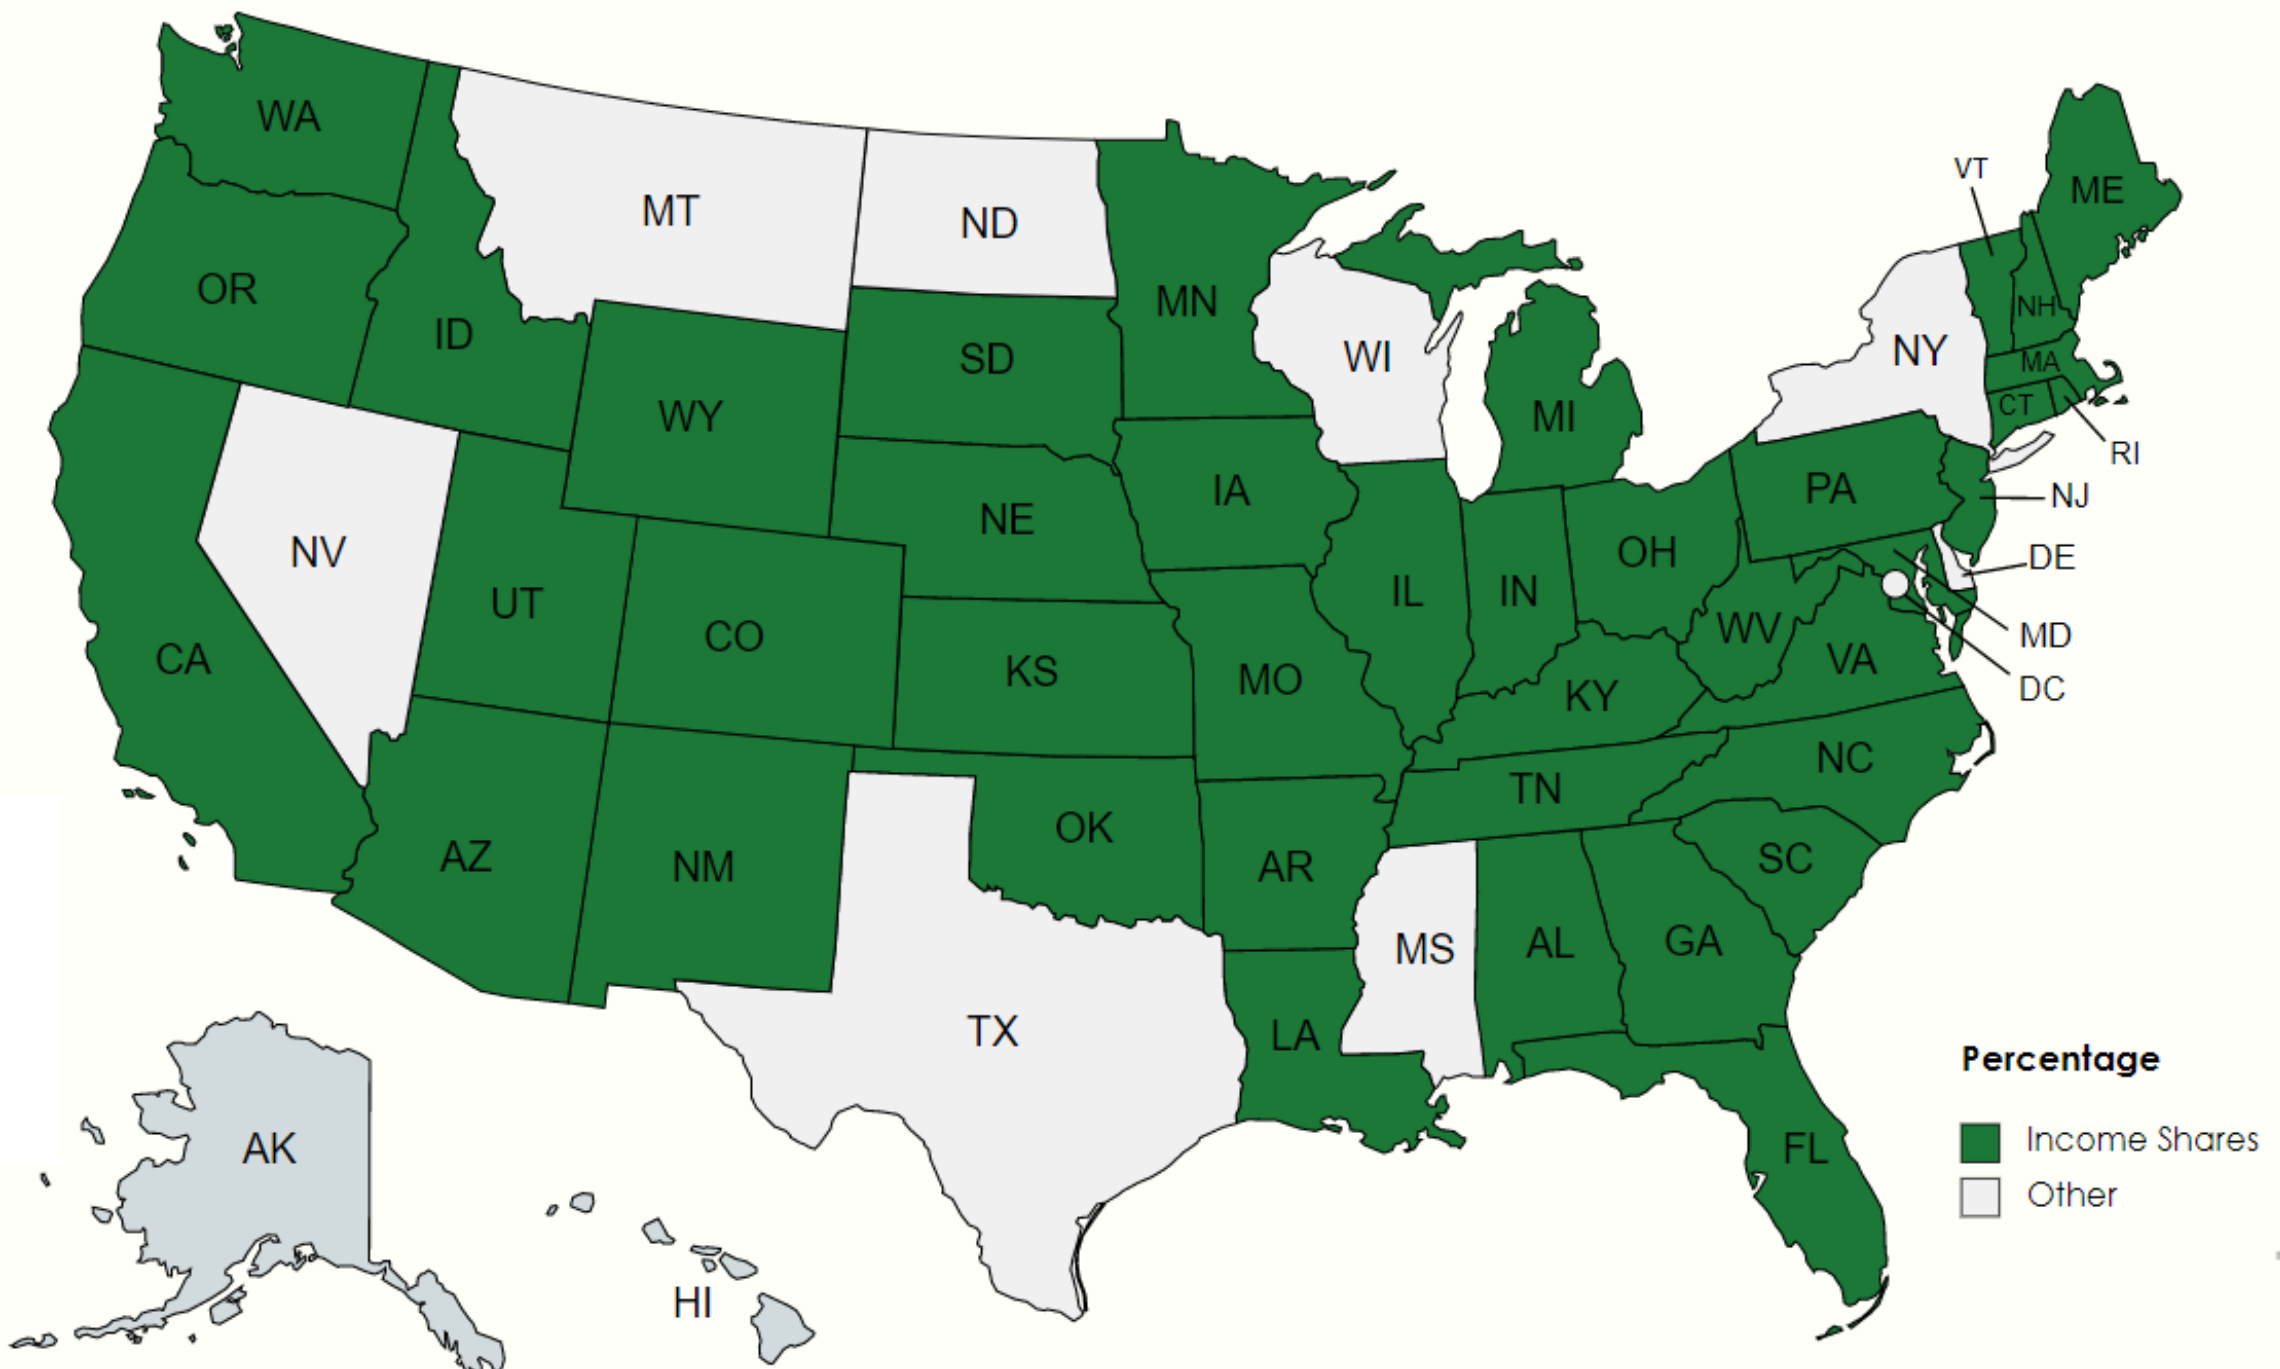 WA
MT
ND
VT
ME
OR
ID
MN
NH
SD
WI
NY
MA
WY
MI
CT
RI
IA
PA
NJ
NE
NV
OH
DE
UT
IL
IN
CO
WV
MD
CA
KS
MO
VA
DC
KY
NC
TN
OK
AZ
NM
AR
SC
MS
AL
GA
TX
LA
Percentage
AK
FL
Income Shares
Other
HI